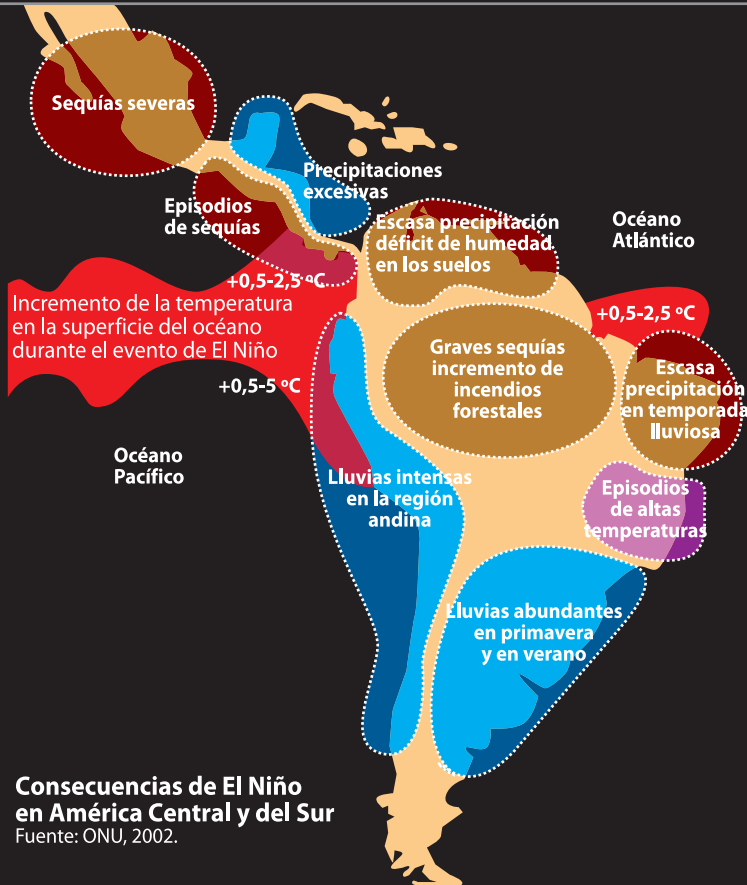 Sequías severas
Precipitaciones
excesivas
Episodios
de sequías
Escasa precipitación
déficit de humedad
en los suelos
Océano
Atlántico
+0,5-2,5 ºC
Incremento de la temperatura
en la superficie del océano
durante el evento de El Niño
+0,5-2,5 ºC
Graves sequías
incremento de
incendios
forestales
Escasa
precipitación
en temporada
lluviosa
+0,5-5 ºC
Océano
Pacífico
Lluvias intensas
en la región
andina
Episodios
de altas
temperaturas
Lluvias abundantes
en primavera
y en verano
Consecuencias de El Niño
en América Central y del Sur
Fuente: ONU, 2002.